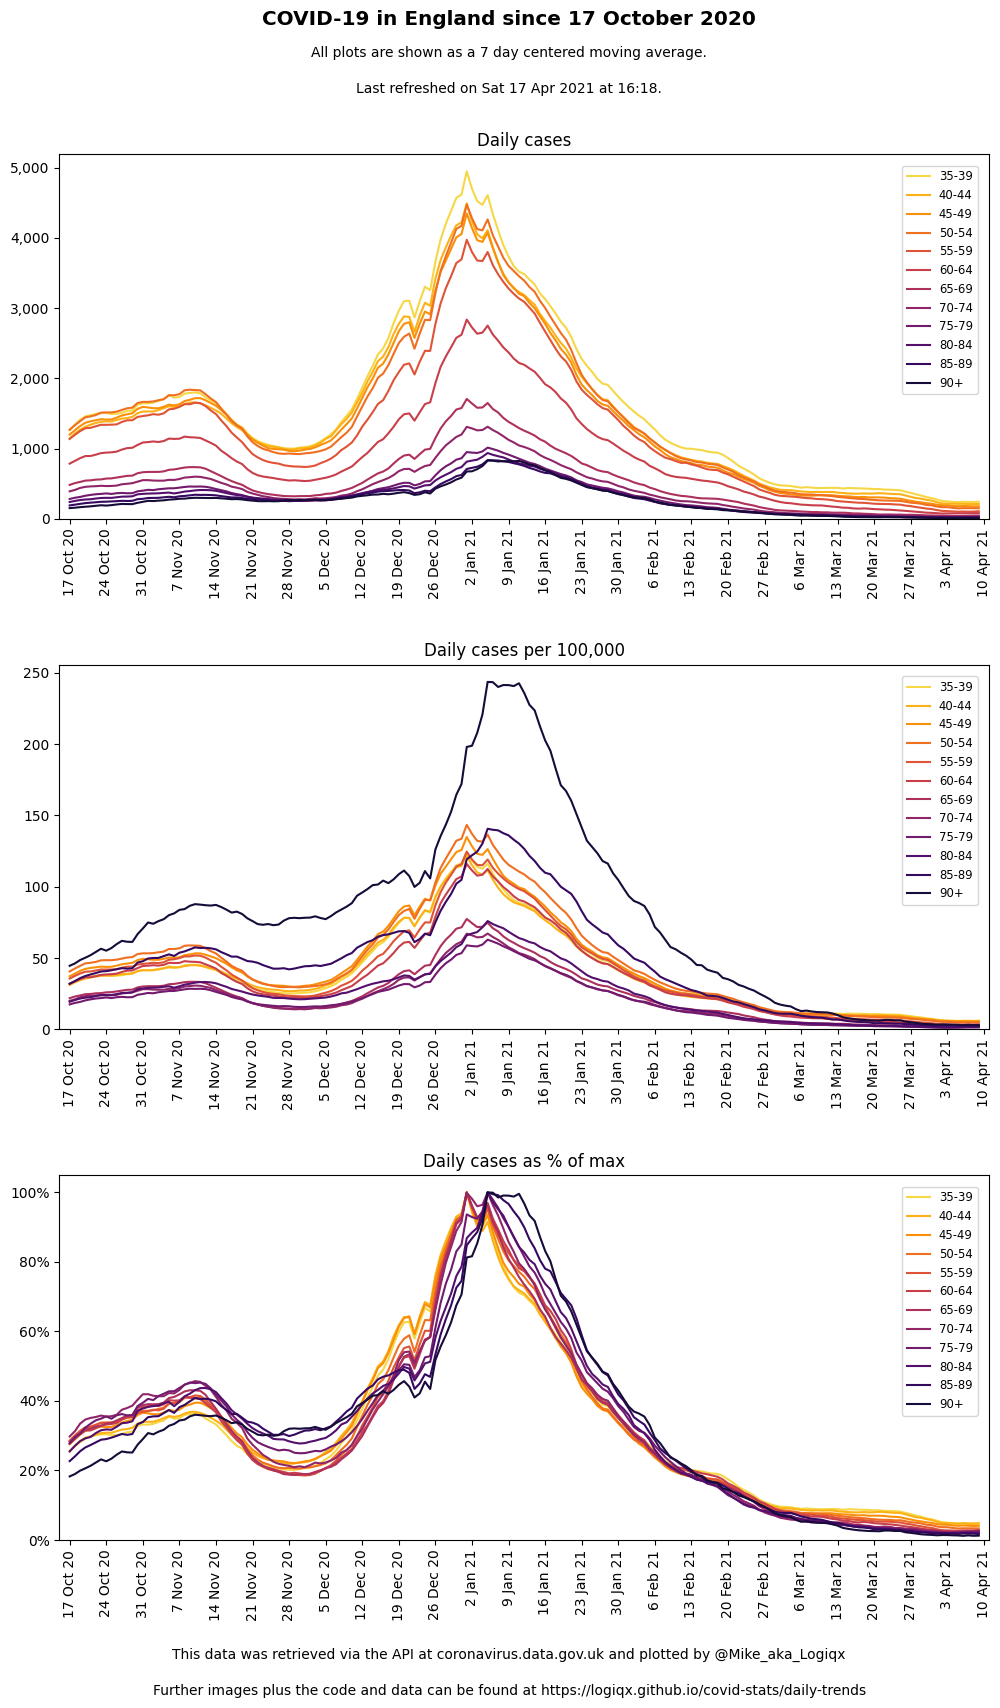 COVID-19 in England since 17 October 2020
All plots are shown as a 7 day centered moving average.
Last refreshed on Sat 17 Apr 2021 at 16:18.
Daily cases
5,000
4,000
3,000
2,000
1,000
0
35-39
40-44
45-49
50-54
55-59
60-64
65-69
70-74
75-79
80-84
85-89
90+
17 Oct 20
24 Oct 20
31 Oct 20
7 Nov 20
14 Nov 20
21 Nov 20
28 Nov 20
5 Dec 20
12 Dec 20
19 Dec 20
26 Dec 20
2 Jan 21
9 Jan 21
16 Jan 21
23 Jan 21
30 Jan 21
6 Feb 21
13 Feb 21
20 Feb 21
27 Feb 21
6 Mar 21
13 Mar 21
20 Mar 21
27 Mar 21
3 Apr 21
10 Apr 21
Daily cases per 100,000
250
200
150
100
50
0
35-39
40-44
45-49
50-54
55-59
60-64
65-69
70-74
75-79
80-84
85-89
90+
17 Oct 20
24 Oct 20
31 Oct 20
7 Nov 20
14 Nov 20
21 Nov 20
28 Nov 20
5 Dec 20
12 Dec 20
19 Dec 20
26 Dec 20
2 Jan 21
9 Jan 21
16 Jan 21
23 Jan 21
30 Jan 21
6 Feb 21
13 Feb 21
20 Feb 21
27 Feb 21
6 Mar 21
13 Mar 21
20 Mar 21
27 Mar 21
3 Apr 21
10 Apr 21
Daily cases as % of max
100%
80%
60%
40%
20%
0%
35-39
40-44
45-49
50-54
55-59
60-64
65-69
70-74
75-79
80-84
85-89
90+
17 Oct 20
24 Oct 20
31 Oct 20
7 Nov 20
14 Nov 20
21 Nov 20
28 Nov 20
5 Dec 20
12 Dec 20
19 Dec 20
26 Dec 20
2 Jan 21
9 Jan 21
16 Jan 21
23 Jan 21
30 Jan 21
6 Feb 21
13 Feb 21
20 Feb 21
27 Feb 21
6 Mar 21
13 Mar 21
20 Mar 21
27 Mar 21
3 Apr 21
10 Apr 21
This data was retrieved via the API at coronavirus.data.gov.uk and plotted by @Mike_aka_Logiqx
Further images plus the code and data can be found at https://logiqx.github.io/covid-stats/daily-trends